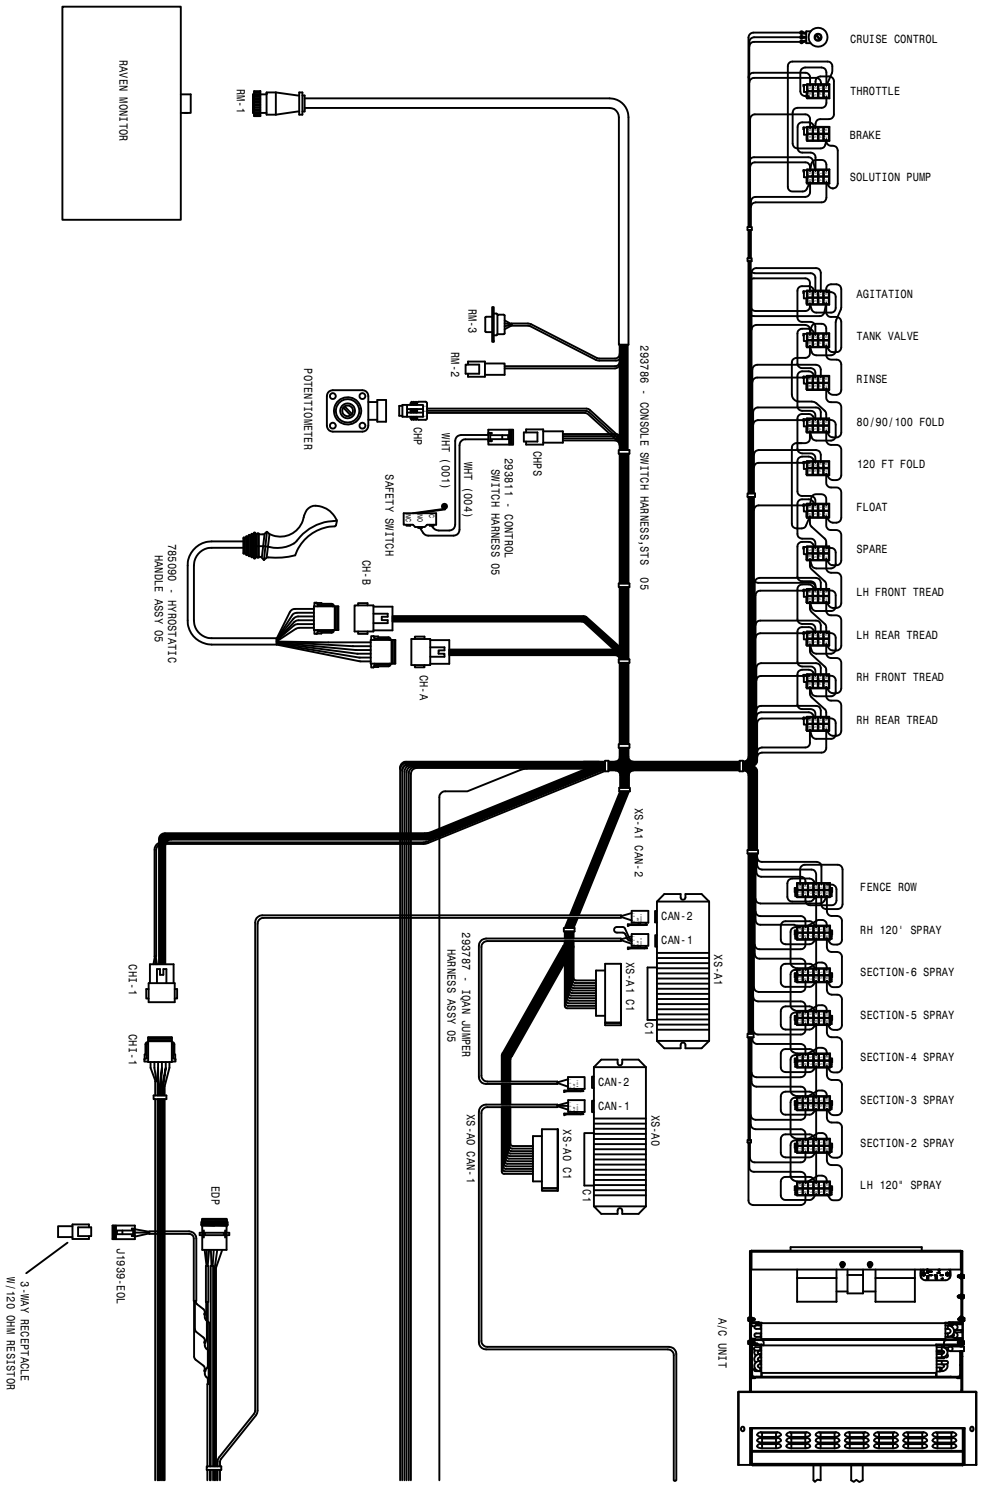 CRUISE CONTROL
THROTTLE
BRAKE
SOLUTION PUMP
AGITATION
TANK VALVE
RINSE
80/90/100 FOLD
120 FT FOLD
FLOAT
SPARE
LH FRONT TREAD
LH REAR TREAD
RH FRONT TREAD
RH REAR TREAD
FENCE ROW
RH 120' SPRAY
SECTION-6 SPRAY
SECTION-5 SPRAY
SECTION-4 SPRAY
SECTION-3 SPRAY
SECTION-2 SPRAY
LH 120" SPRAY
A/C UNIT
RAVEN MONITOR
RM-1
RM-3
RM-2
293786 - CONSOLE SWITCH HARNESS,STS 05
POTENTIOMETER
CHP
CHPS
WHT (001)
WHT (004)
293811 - CONTROL
SWITCH HARNESS 05
SAFETY SWITCH
C
NO
NC
785090 - HYROSTATIC
HANDLE ASSY 05
CH-B
CH-A
XS-A1 CAN-2
CAN-2
CAN-1
XS-A1
C1
XS-A1 C1
293787 - IQAN JUMPER
HARNESS ASSY 05
CAN-2
CAN-1
XS-A0
C1
XS-A0 C1
XS-A0 CAN-1
CHI-1
CHI-1
EDP
J1939-EOL
3-WAY RECEPTACLE
W/120 OHM RESISTOR